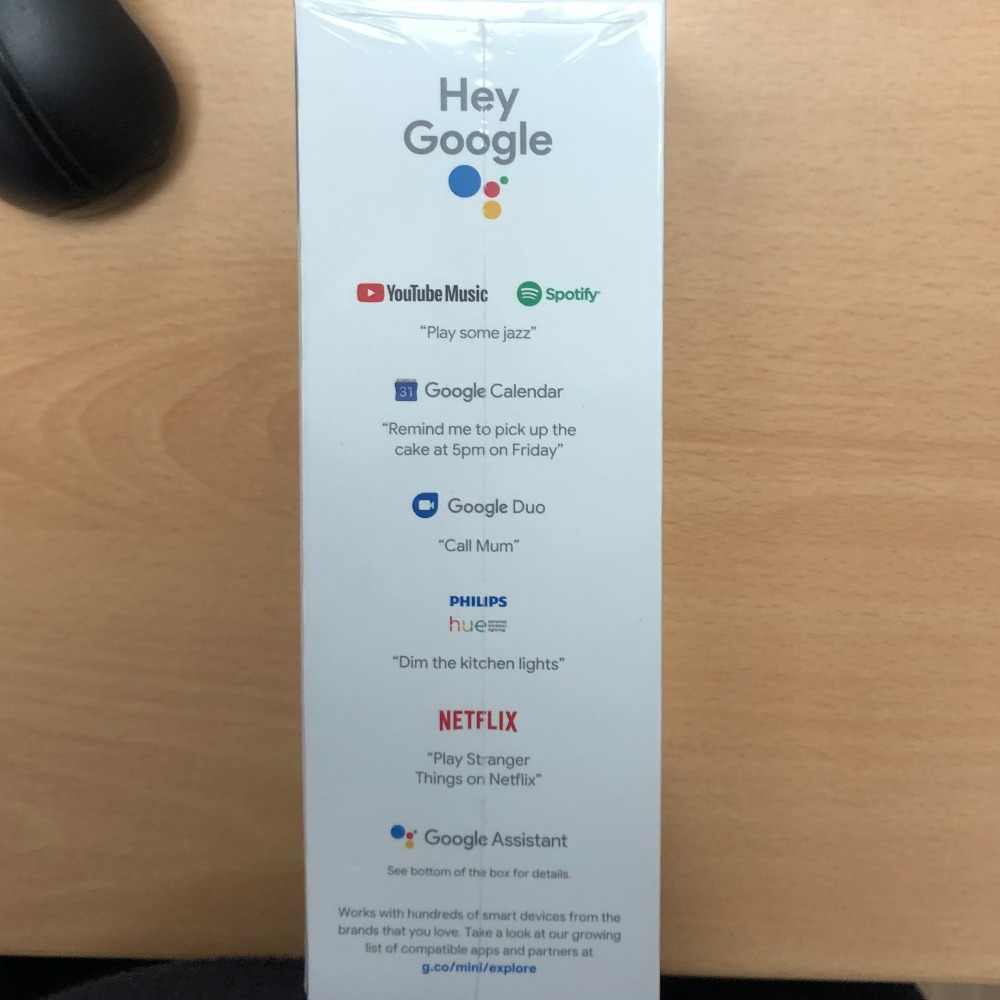 Hey
Google
YouTube Music Spotify
“Play some jazz”
31 Google Calendar
“Remind me to pick up the
cake at 5pm on Friday”
Google Duo
“Call Mum”
PHILIPS
hue personal wireless lighting
“Dim the kitchen lights”
NETFLIX
“Play Stranger
Things on Netflix”
Google Assistant
See bottom of the box for details.
Works with hundreds of smart devices from the
brands that you love. Take a look at our growing
list of compatible apps and partners at
g.co/mini/explore